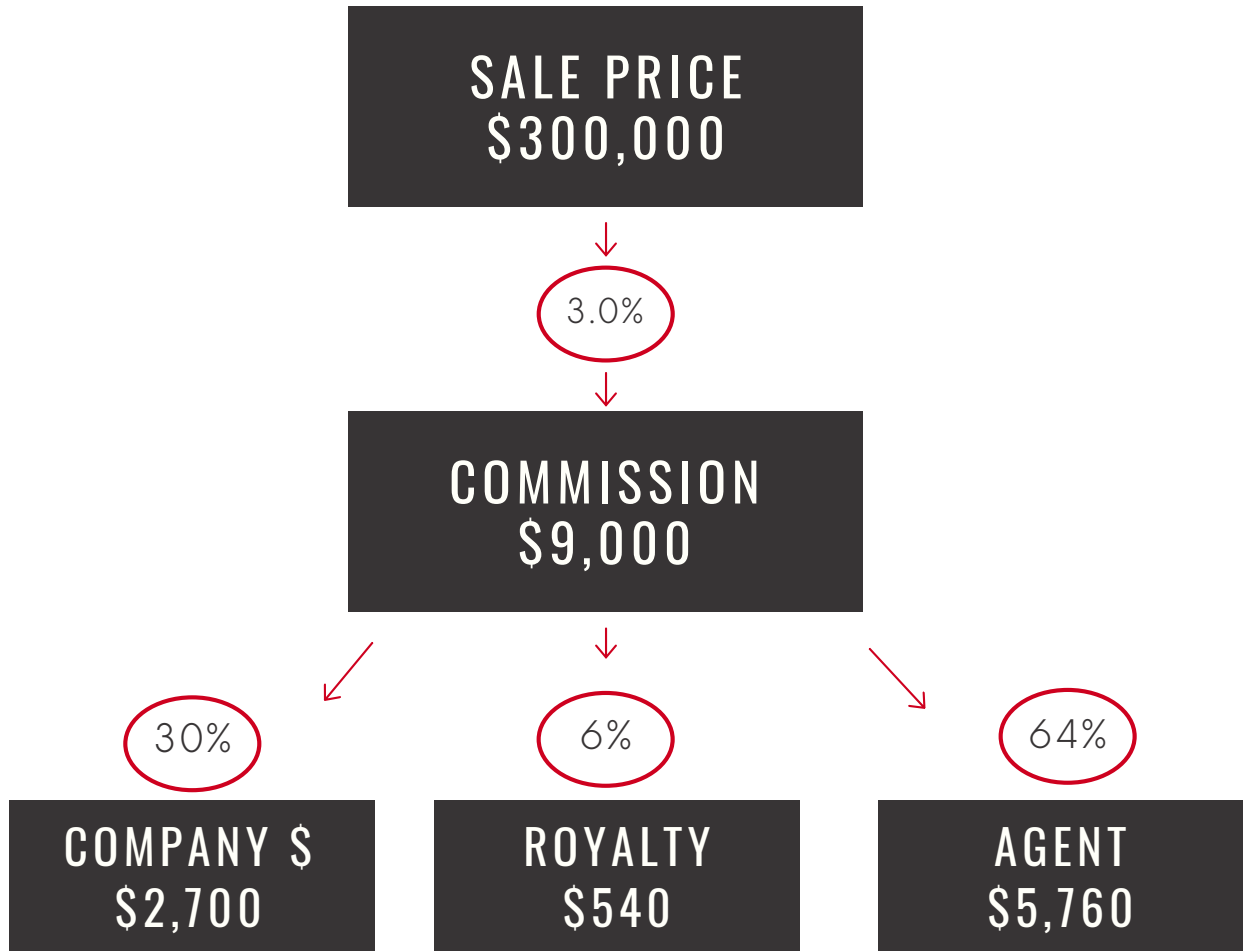 SALE PRICE
$300,000
3.0%
COMMISSION
$9,000
30%
6%
64%
COMPANY $
$2,700
ROYALTY
$540
AGENT
$5,760